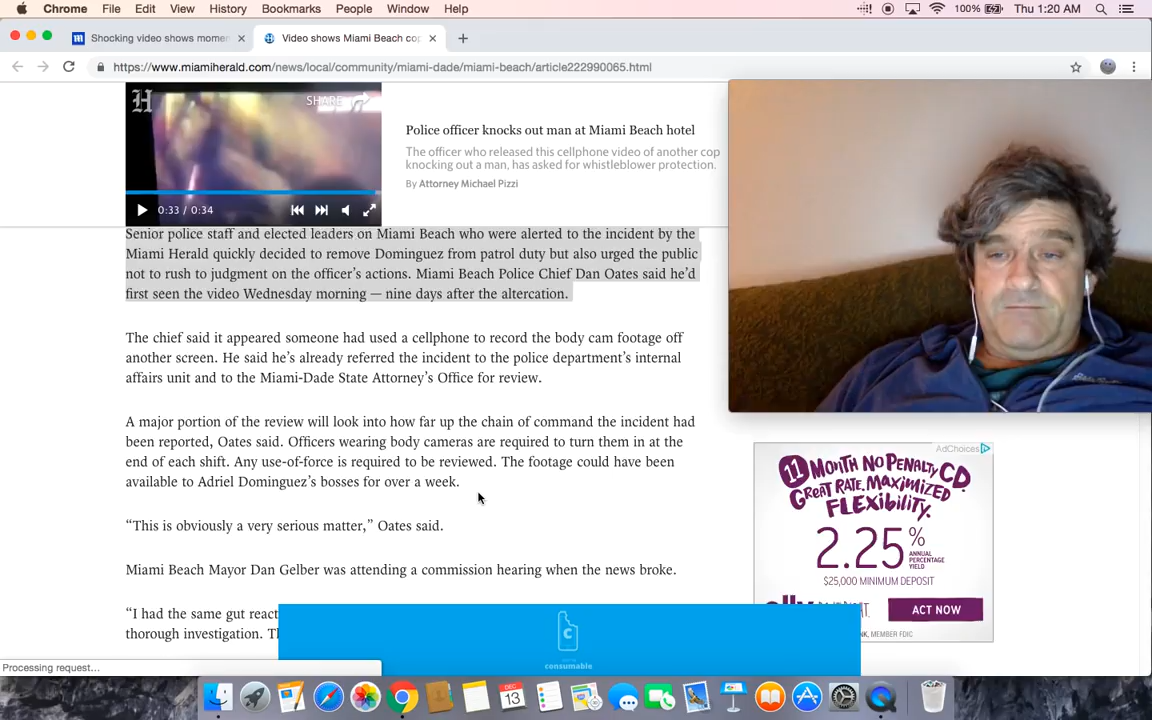 Chrome File Edit View History Bookmarks People Window Help 100% Thu 1:20 AM
Shocking video shows momen Video shows Miami Beach cop
https://www.miamiherald.com/news/local/community/miami-dade/miami-beach/article222990065.html
H SHARE
0:33 / 0:34
Police officer knocks out man at Miami Beach hotel
The officer who released this cellphone video of another cop
knocking out a man, has asked for whistleblower protection.
By Attorney Michael Pizzi
Senior police staff and elected leaders on Miami Beach who were alerted to the incident by the
Miami Herald quickly decided to remove Dominguez from patrol duty but also urged the public
not to rush to judgment on the officer's actions. Miami Beach Police Chief Dan Oates said he'd
first seen the video Wednesday morning — nine days after the altercation.
The chief said it appeared someone had used a cellphone to record the body cam footage off
another screen. He said he's already referred the incident to the police department's internal
affairs unit and to the Miami-Dade State Attorney's Office for review.
A major portion of the review will look into how far up the chain of command the incident had
been reported, Oates said. Officers wearing body cameras are required to turn them in at the
end of each shift. Any use-of-force is required to be reviewed. The footage could have been
available to Adriel Dominguez's bosses for over a week.
“This is obviously a very serious matter,” Oates said.
Miami Beach Mayor Dan Gelber was attending a commission hearing when the news broke.
“I had the same gut react
thorough investigation. Th
AdChoices
11 MONTH NO PENALTY CD
GREAT RATE. MAXIMIZED
FLEXIBILITY.
2.25% ANNUAL
PERCENTAGE
YIELD
$25,000 MINIMUM DEPOSIT
ACT NOW
MEMBER FDIC
C
consumable
Processing request...
DEC
13